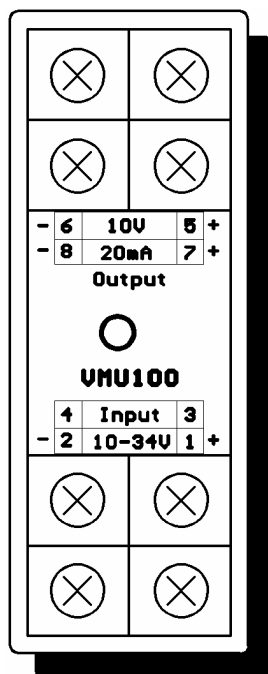 - 6 10V 5 +
- 8 20mA 7 +
Output
VMU100
4 Input 3
- 2 10-34V 1 +